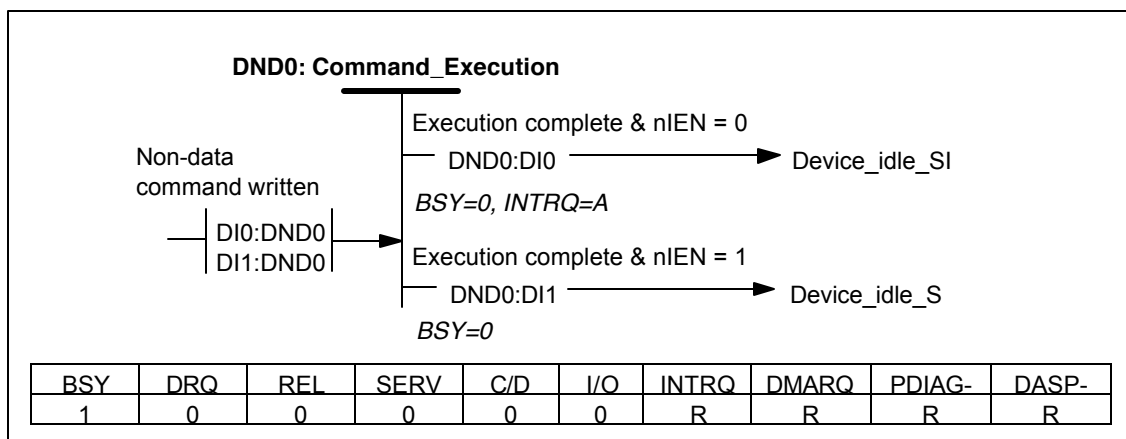 DND0: Command_Execution
Execution complete & nIEN = 0
Non-data
command written
DND0:DI0
Device_idle_SI
BSY=0, INTRQ=A
DI0:DND0
DI1:DND0
Execution complete & nIEN = 1
DND0:DI1
Device_idle_S
BSY=0
BSY DRQ REL SERV C/D I/O INTRQ DMARQ PDIAG- DASP-
1 0 0 0 0 0 R R R R